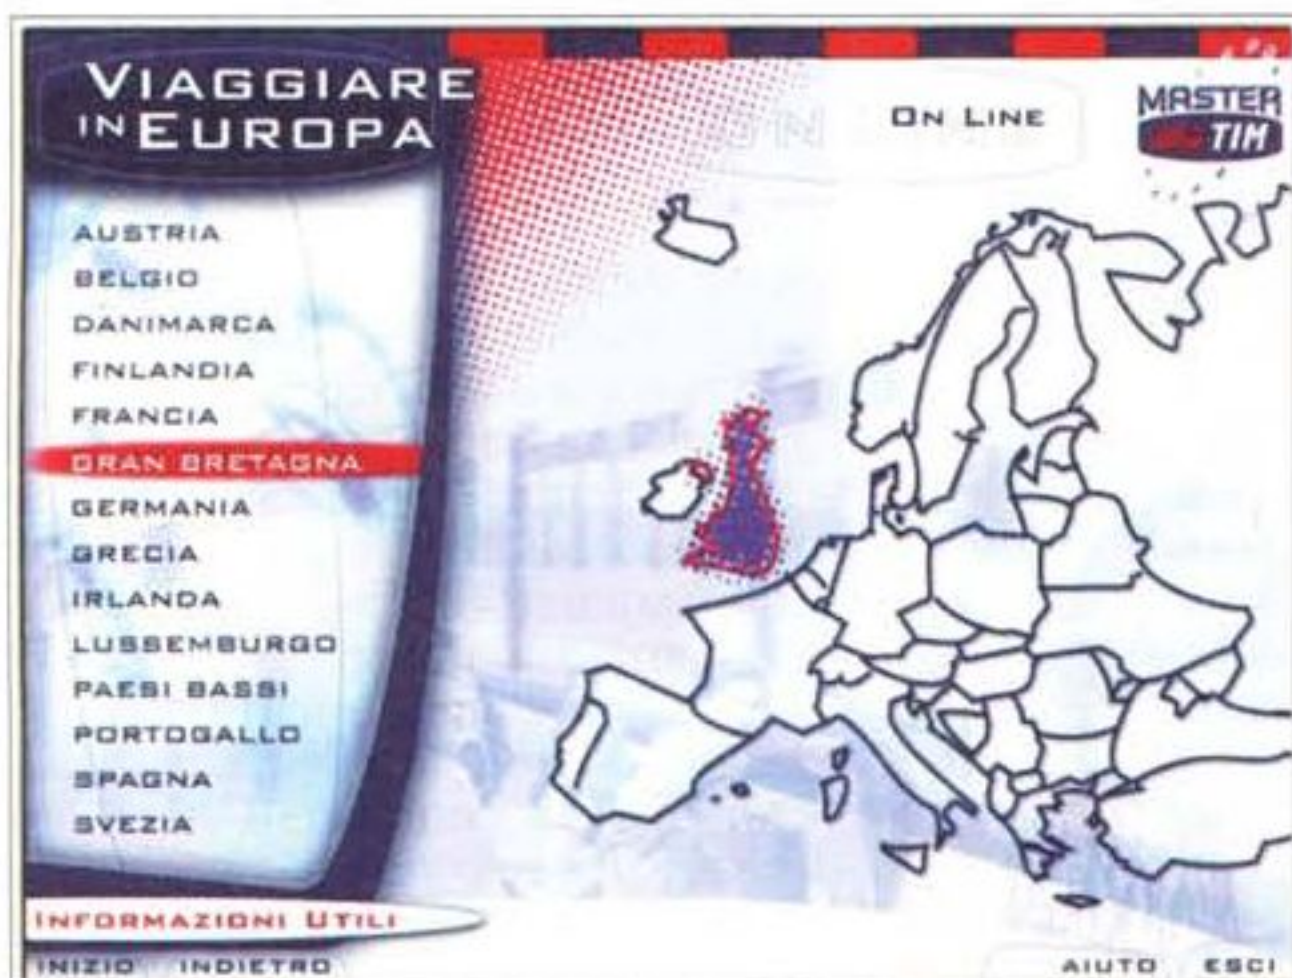 VIAGGIARE
IN EUROPA
ON LINE
MASTER
TIM
AUSTRIA
BELGIO
DANIMARCA
FINLANDIA
FRANCIA
GRAN BRETAGNA
GERMANIA
GRECIA
IRLANDA
LUSSEMBURGO
PAESI BASSI
PORTOGALLO
SPAGNA
SVEZIA
INFORMAZIONI UTILI
INIZIO INDIETRO
AIUTO ESCI